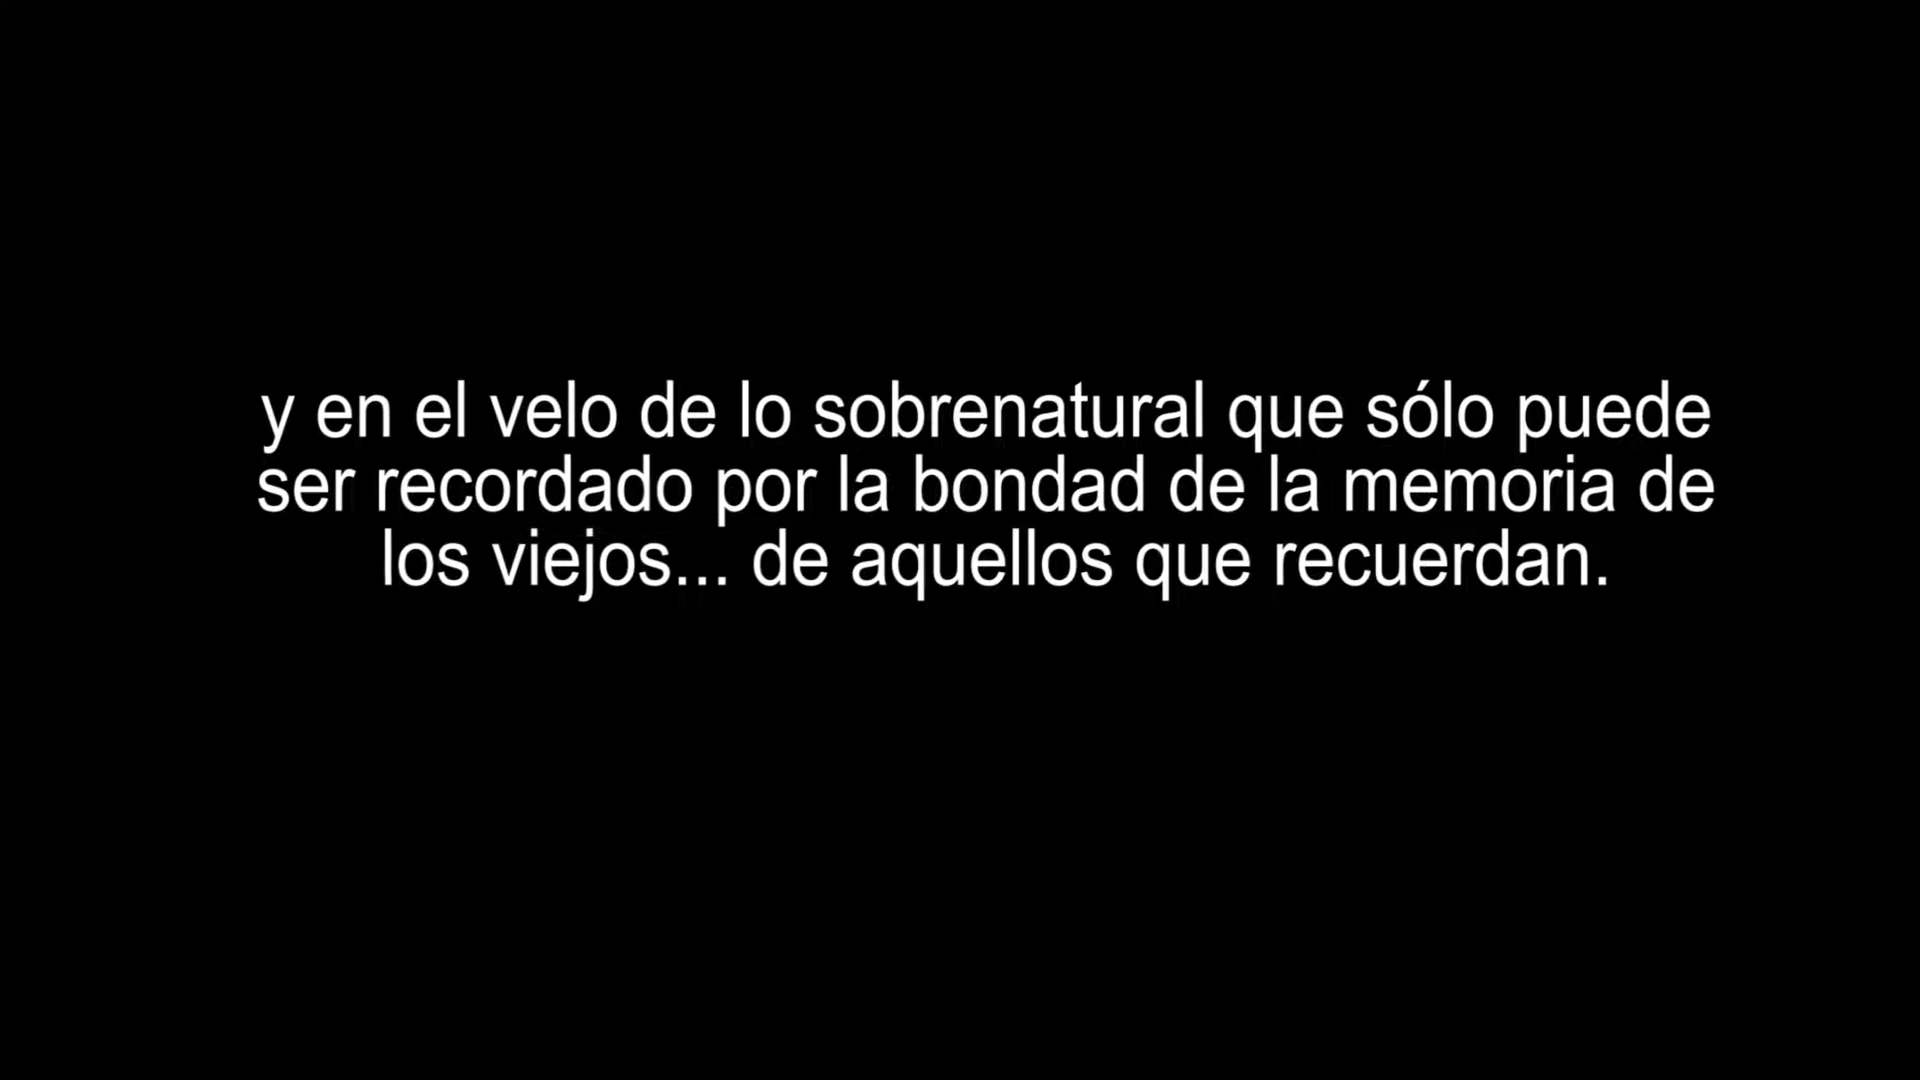 y en el velo de lo sobrenatural que sólo puede
ser recordado por la bondad de la memoria de
los viejos... de aquellos que recuerdan.